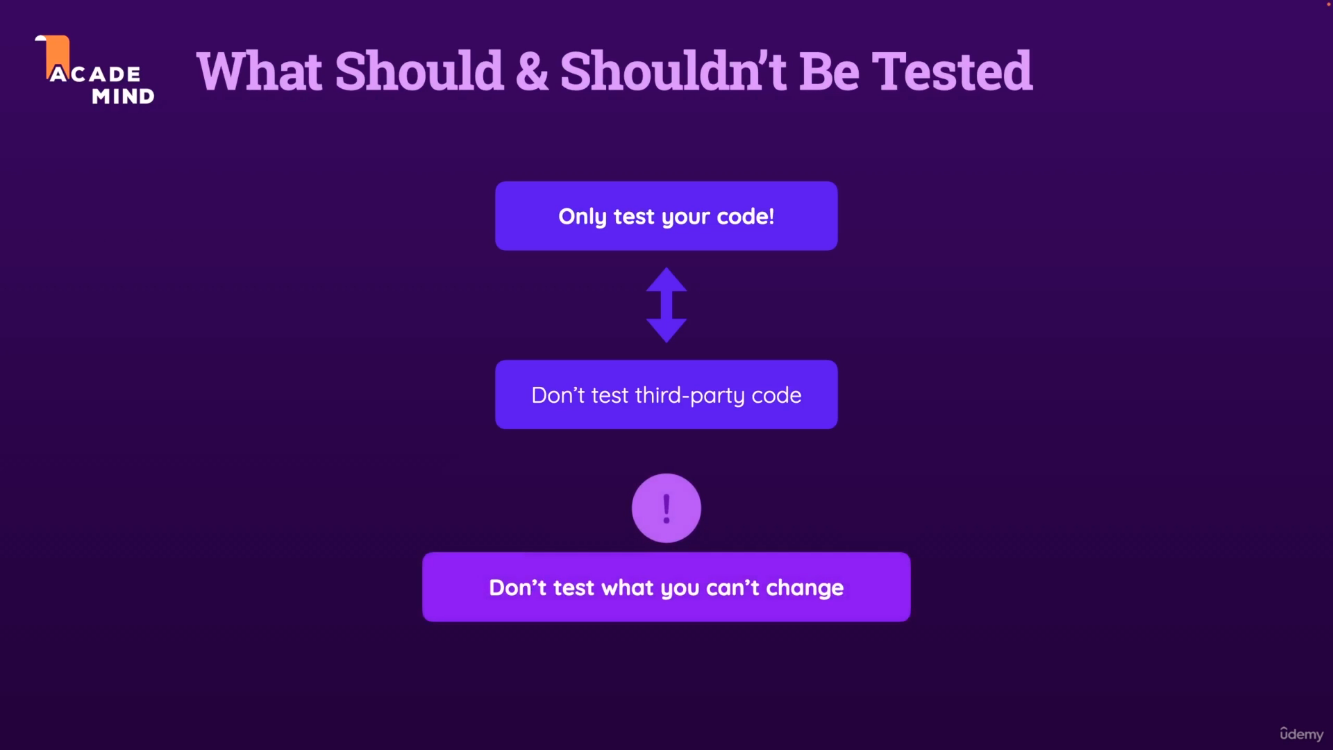 ACADE
MIND
What Should & Shouldn't Be Tested
Only test your code!
Don't test third-party code
!
Don't test what you can't change
ûdemy